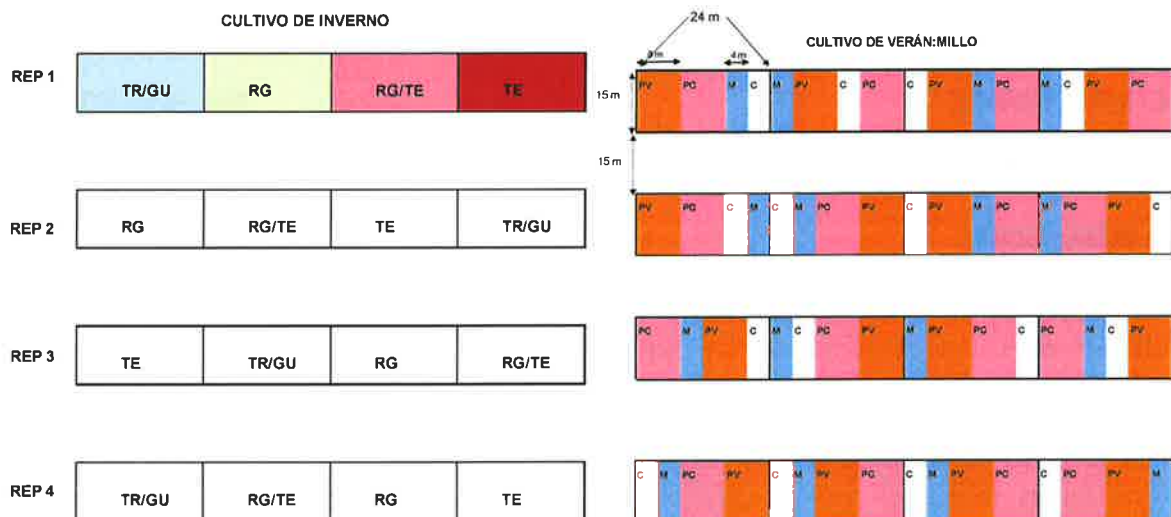 CULTIVO DE INVERNO
24 m
CULTIVO DE VERÁN:MILLO
8 m 4 m
REP 1 TR/GU RG RG/TE TE
15 m PV PC M C M PV C PC C PV M PC M C PV PC
15 m
REP 2 RG RG/TE TE TR/GU
PV PC C M C M PC PV C PV M PC M PC PV C
REP 3 TE TR/GU RG RG/TE
PC M PV C M C PC PV M PV PC C PC M C PV
REP 4 TR/GU RG/TE RG TE
C M PC PV C M PV PC C M PV PC C PC PV M